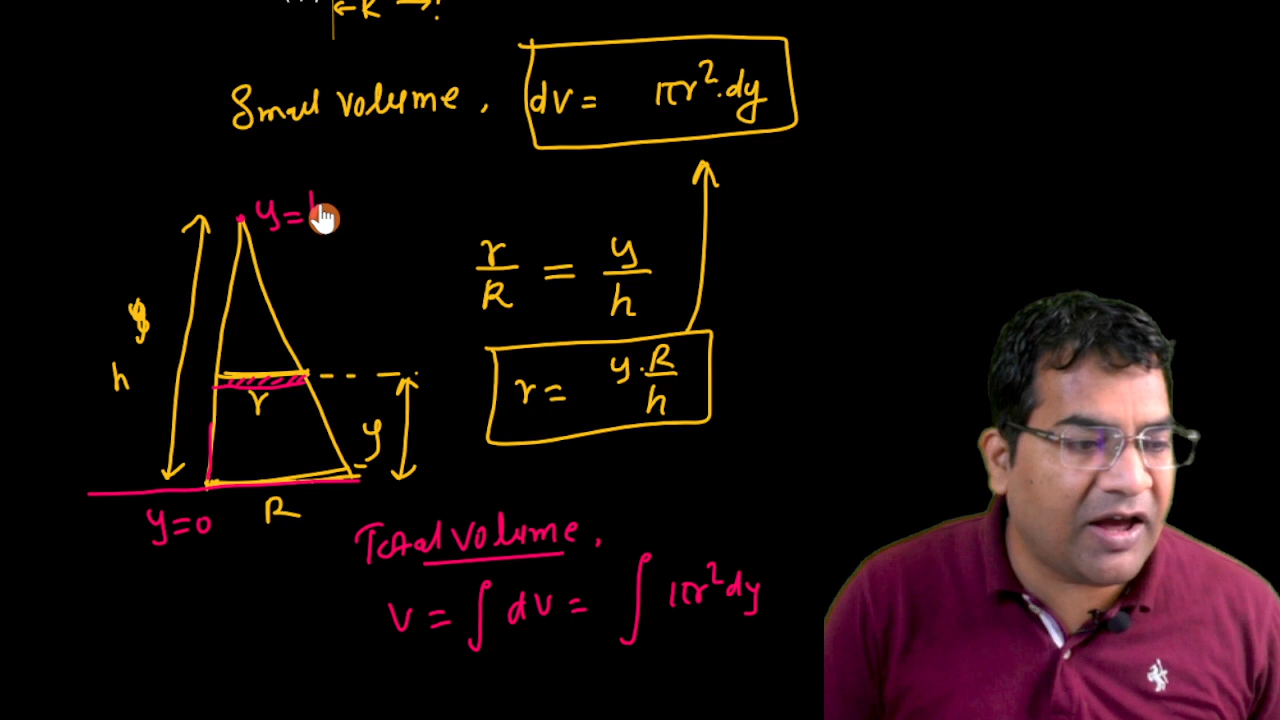 ← R →
Small volume, dV = πr².dy
y =
r/R = y/h
h
r = y.R/h
r
y
y=0
R
Total volume,
V = ∫ dV = ∫ πr²dy